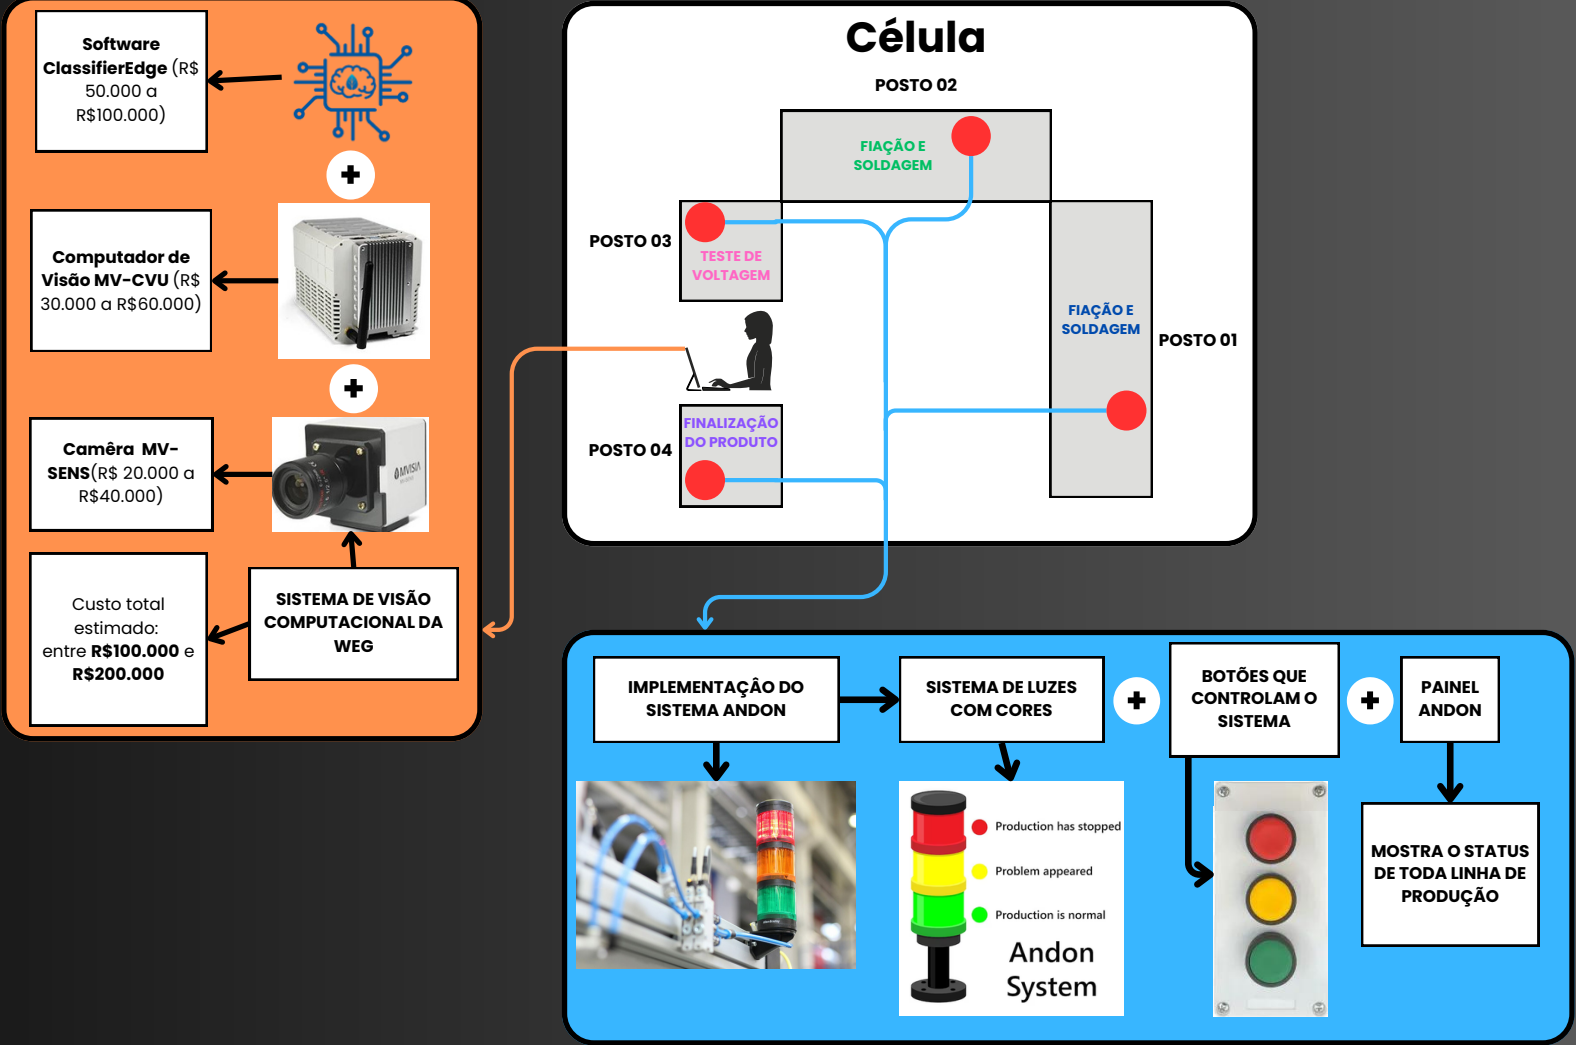 Software
ClassifierEdge (R$
50.000 a
R$100.000)
Computador de
Visão MV-CVU (R$
30.000 a R$60.000)
Camêra MV-
SENS(R$ 20.000 a
R$40.000)
MVISIA
Custo total
estimado:
entre R$100.000 e
R$200.000
SISTEMA DE VISÃO
COMPUTACIONAL DA
WEG
Célula
POSTO 02
FIAÇÃO E
SOLDAGEM
POSTO 03
TESTE DE
VOLTAGEM
FIAÇÃO E
SOLDAGEM
POSTO 01
FINALIZAÇÃO
DO PRODUTO
POSTO 04
IMPLEMENTAÇÂO DO
SISTEMA ANDON
SISTEMA DE LUZES
COM CORES
BOTÕES QUE
CONTROLAM O
SISTEMA
PAINEL
ANDON
Production has stopped
Problem appeared
Production is normal
Andon
System
MOSTRA O STATUS
DE TODA LINHA DE
PRODUÇÃO